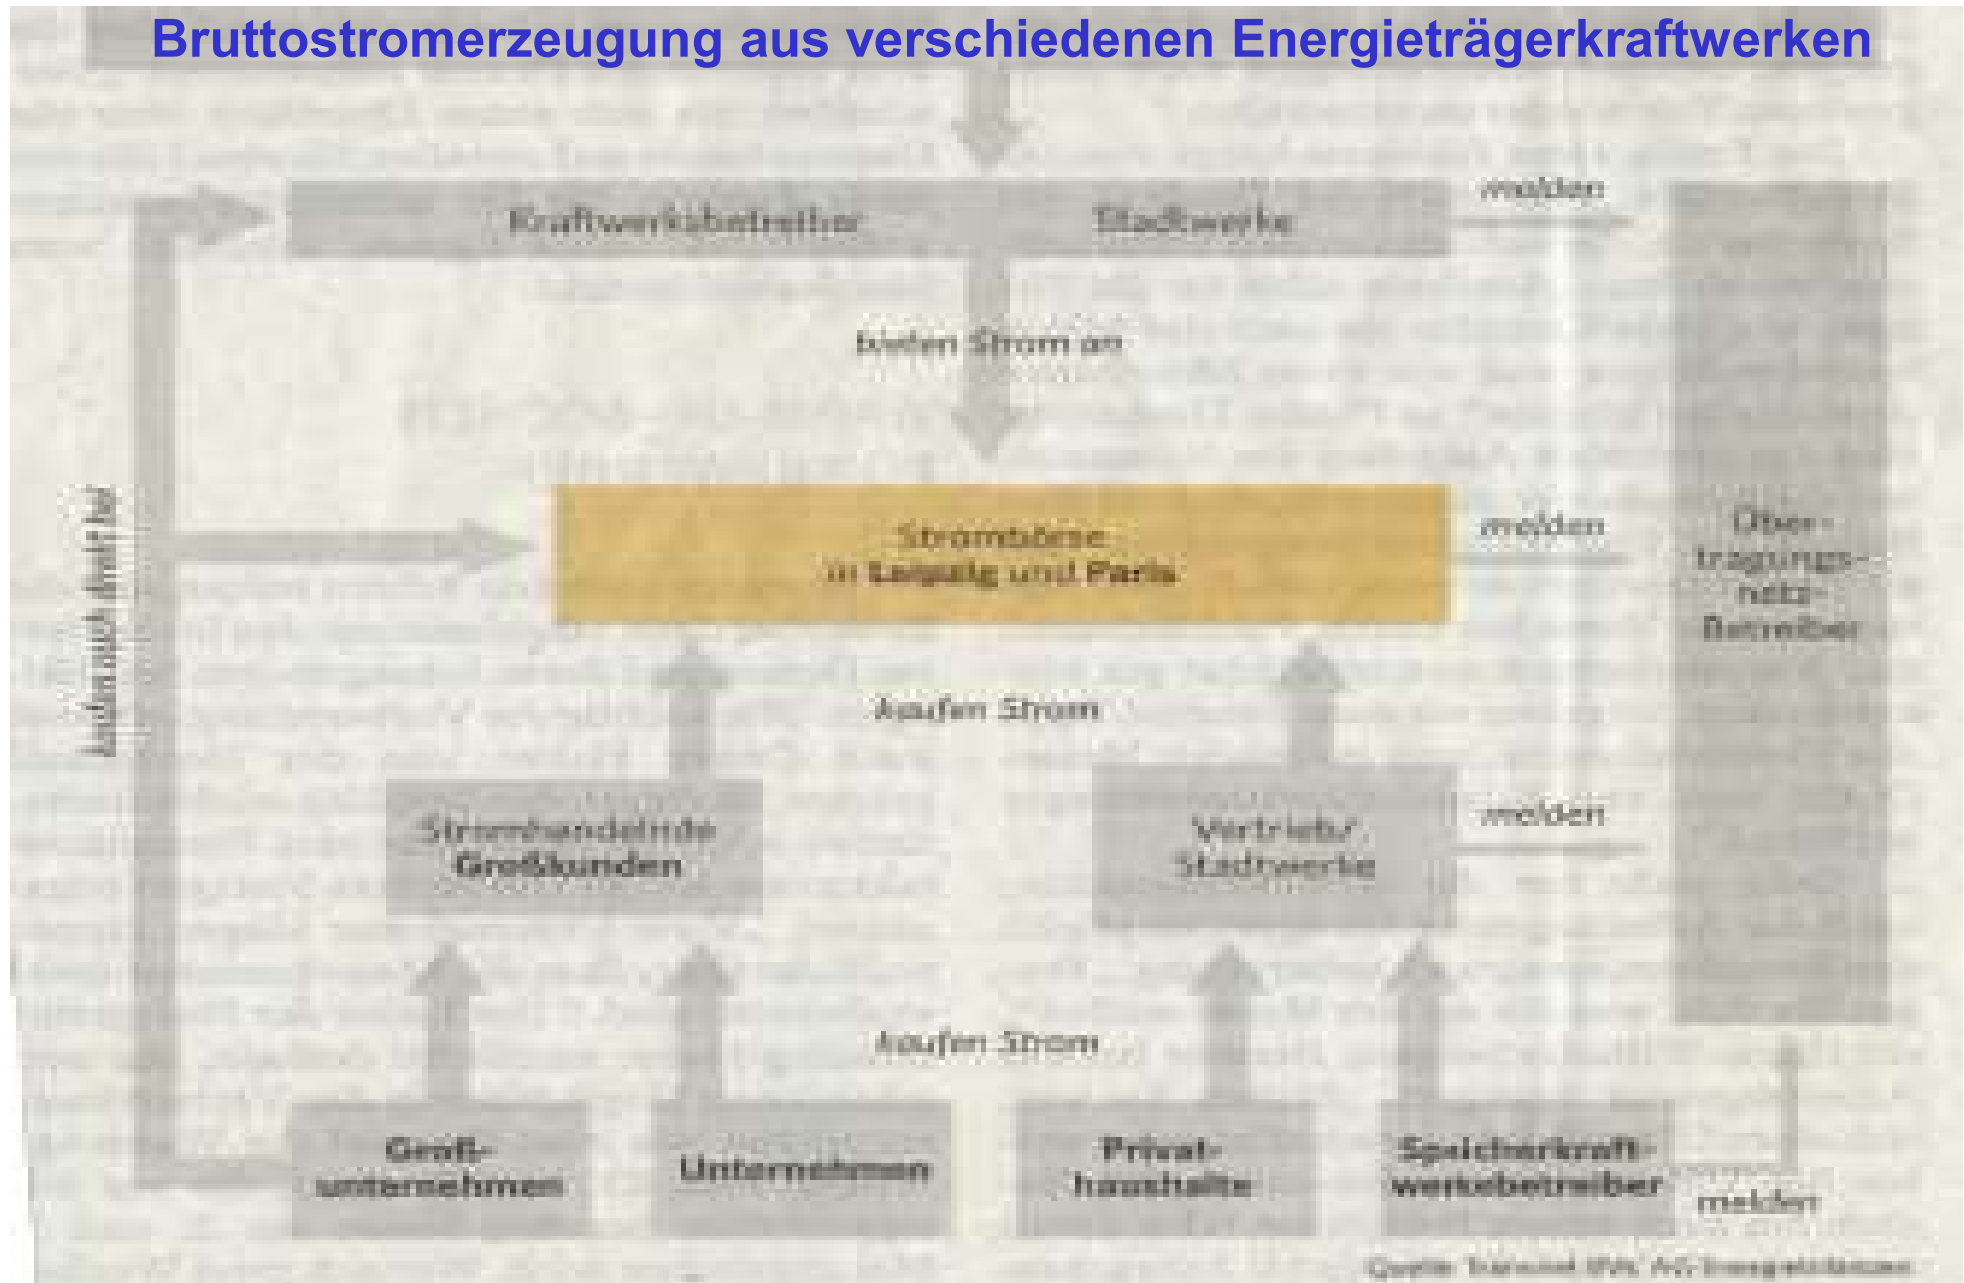 Bruttostromerzeugung aus verschiedenen Energieträgerkraftwerken
Kraftwerksbetreiber Stadtwerke
melden
bieten Strom an
Strombörse
in Leipzig und Paris
melden
Über-
tragungs-
netz-
Betreiber
kaufen Strom
Stromhandelnde
Großkunden
Vertrieb/
Stadtwerke
melden
kaufen Strom
Groß-
unternehmen
Unternehmen
Privat-
haushalte
Speicherkraft-
werksbetreiber
melden
Quelle: